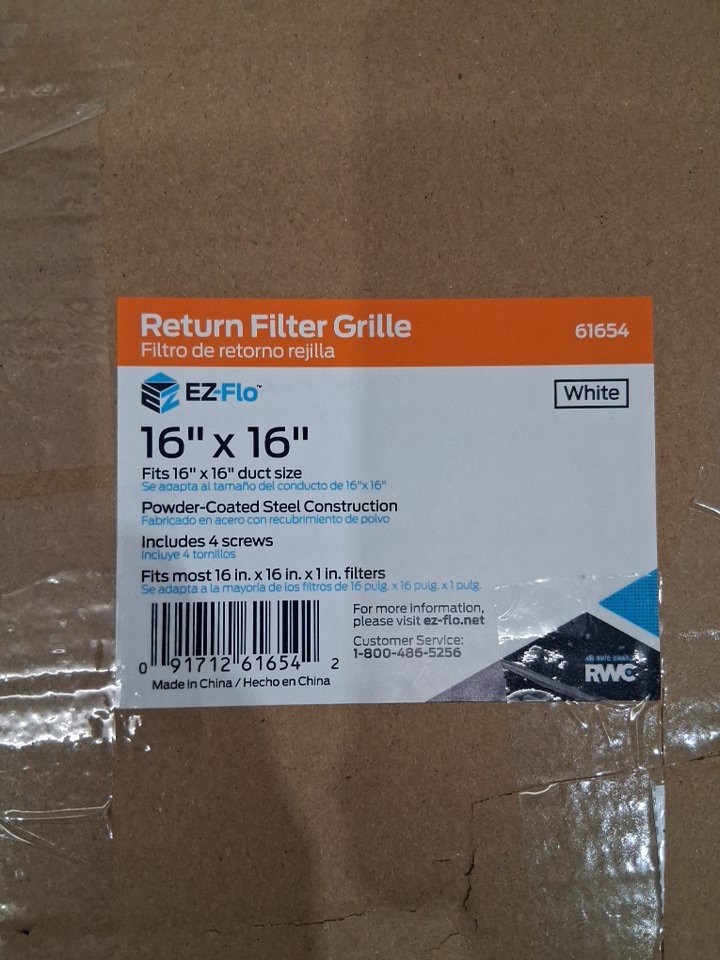 Return Filter Grille
61654
Filtro de retorno rejilla
EZ-Flo™
White
16" x 16"
Fits 16" x 16" duct size
Se adapta al tamaño del conducto de 16"x 16"
Powder-Coated Steel Construction
Fabricado en acero con recubrimiento de polvo
Includes 4 screws
Incluye 4 tornillos
Fits most 16 in. x 16 in. x 1 in. filters
Se adapta a la mayoría de los filtros de 16 pulg. x 16 pulg. x 1 pulg.
For more information,
please visit ez-flo.net
Customer Service:
1-800-486-5256
0 91712 61654 2
Made in China / Hecho en China
RWC